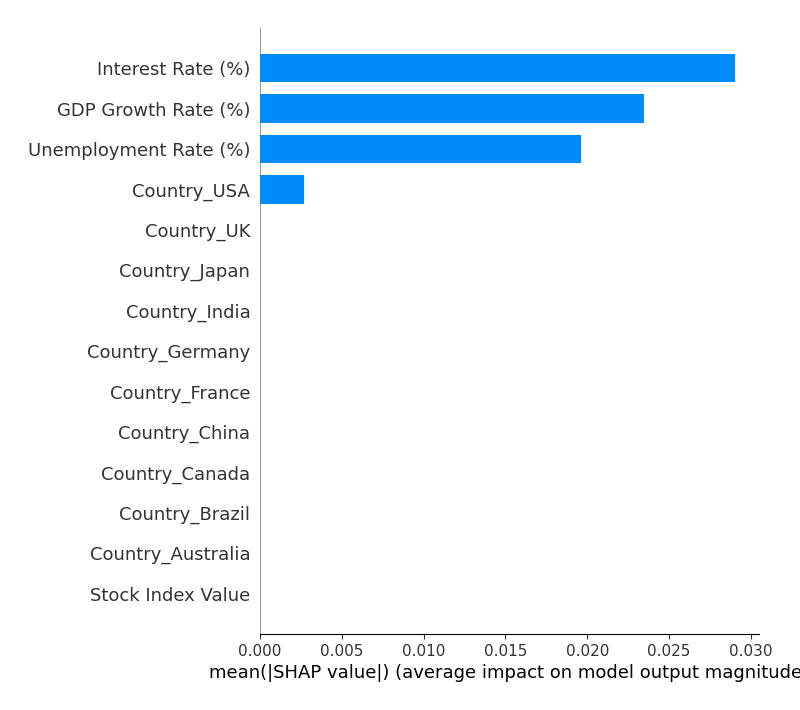 Interest Rate (%)
GDP Growth Rate (%)
Unemployment Rate (%)
Country_USA
Country_UK
Country_Japan
Country_India
Country_Germany
Country_France
Country_China
Country_Canada
Country_Brazil
Country_Australia
Stock Index Value
0.000 0.005 0.010 0.015 0.020 0.025 0.030
mean(|SHAP value|) (average impact on model output magnitude